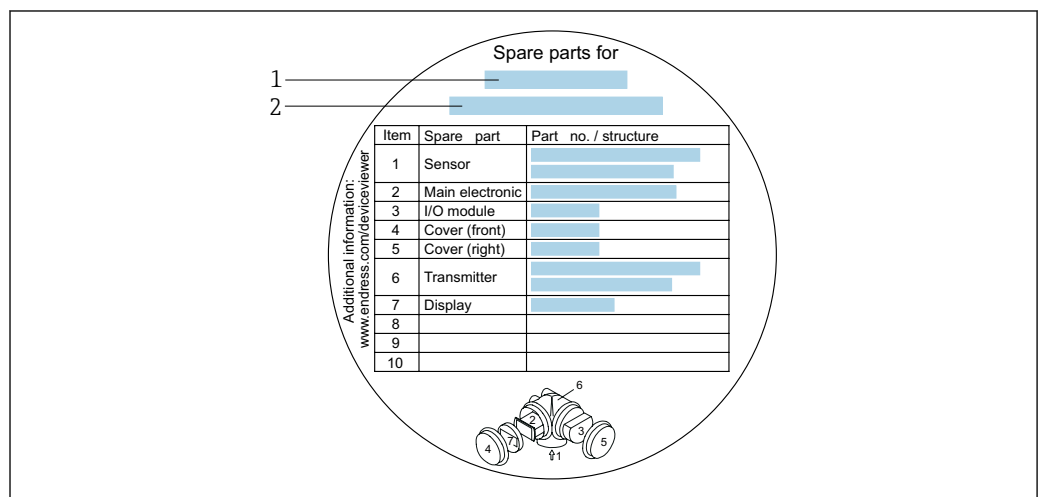 Spare parts for
1
2
Item Spare part Part no. / structure
1 Sensor
2 Main electronic
3 I/O module
4 Cover (front)
5 Cover (right)
6 Transmitter
7 Display
8
9
10
Additional information:
www.endress.com/deviceviewer
6
2
3
7
4
5
1